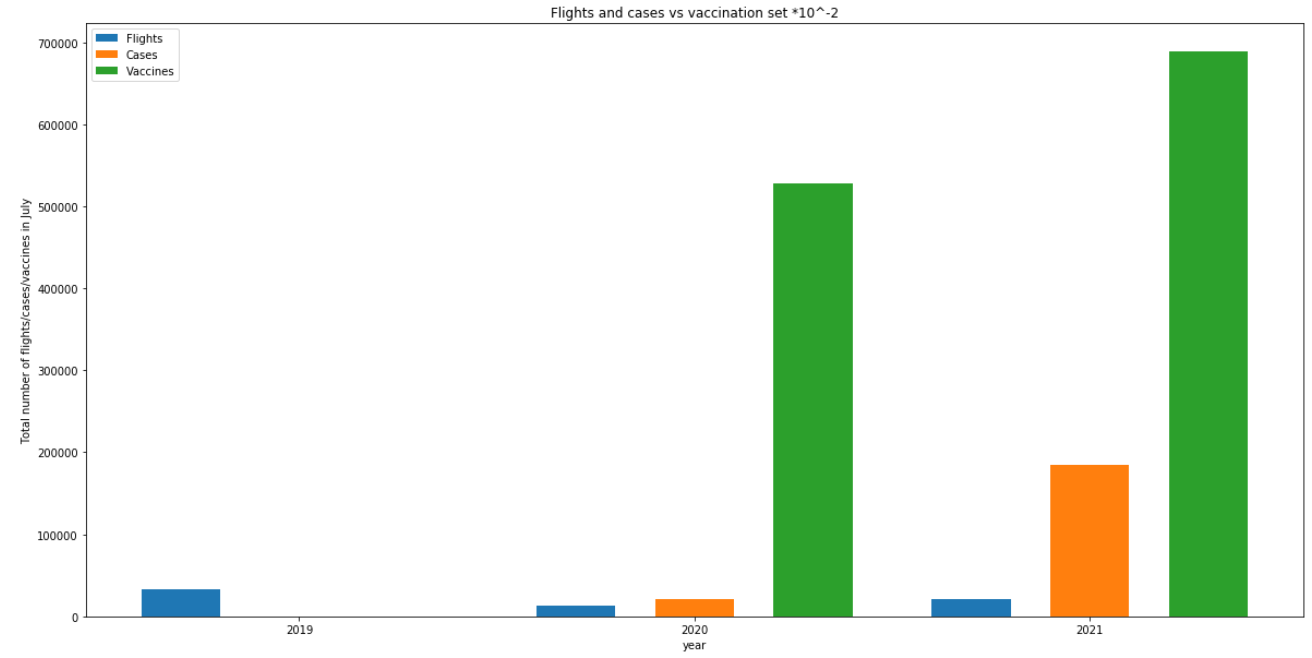 Flights and cases vs vaccination set *10^-2
Flights
Cases
Vaccines
Total number of flights/cases/vaccines in July
700000
600000
500000
400000
300000
200000
100000
0
2019
2020
2021
year